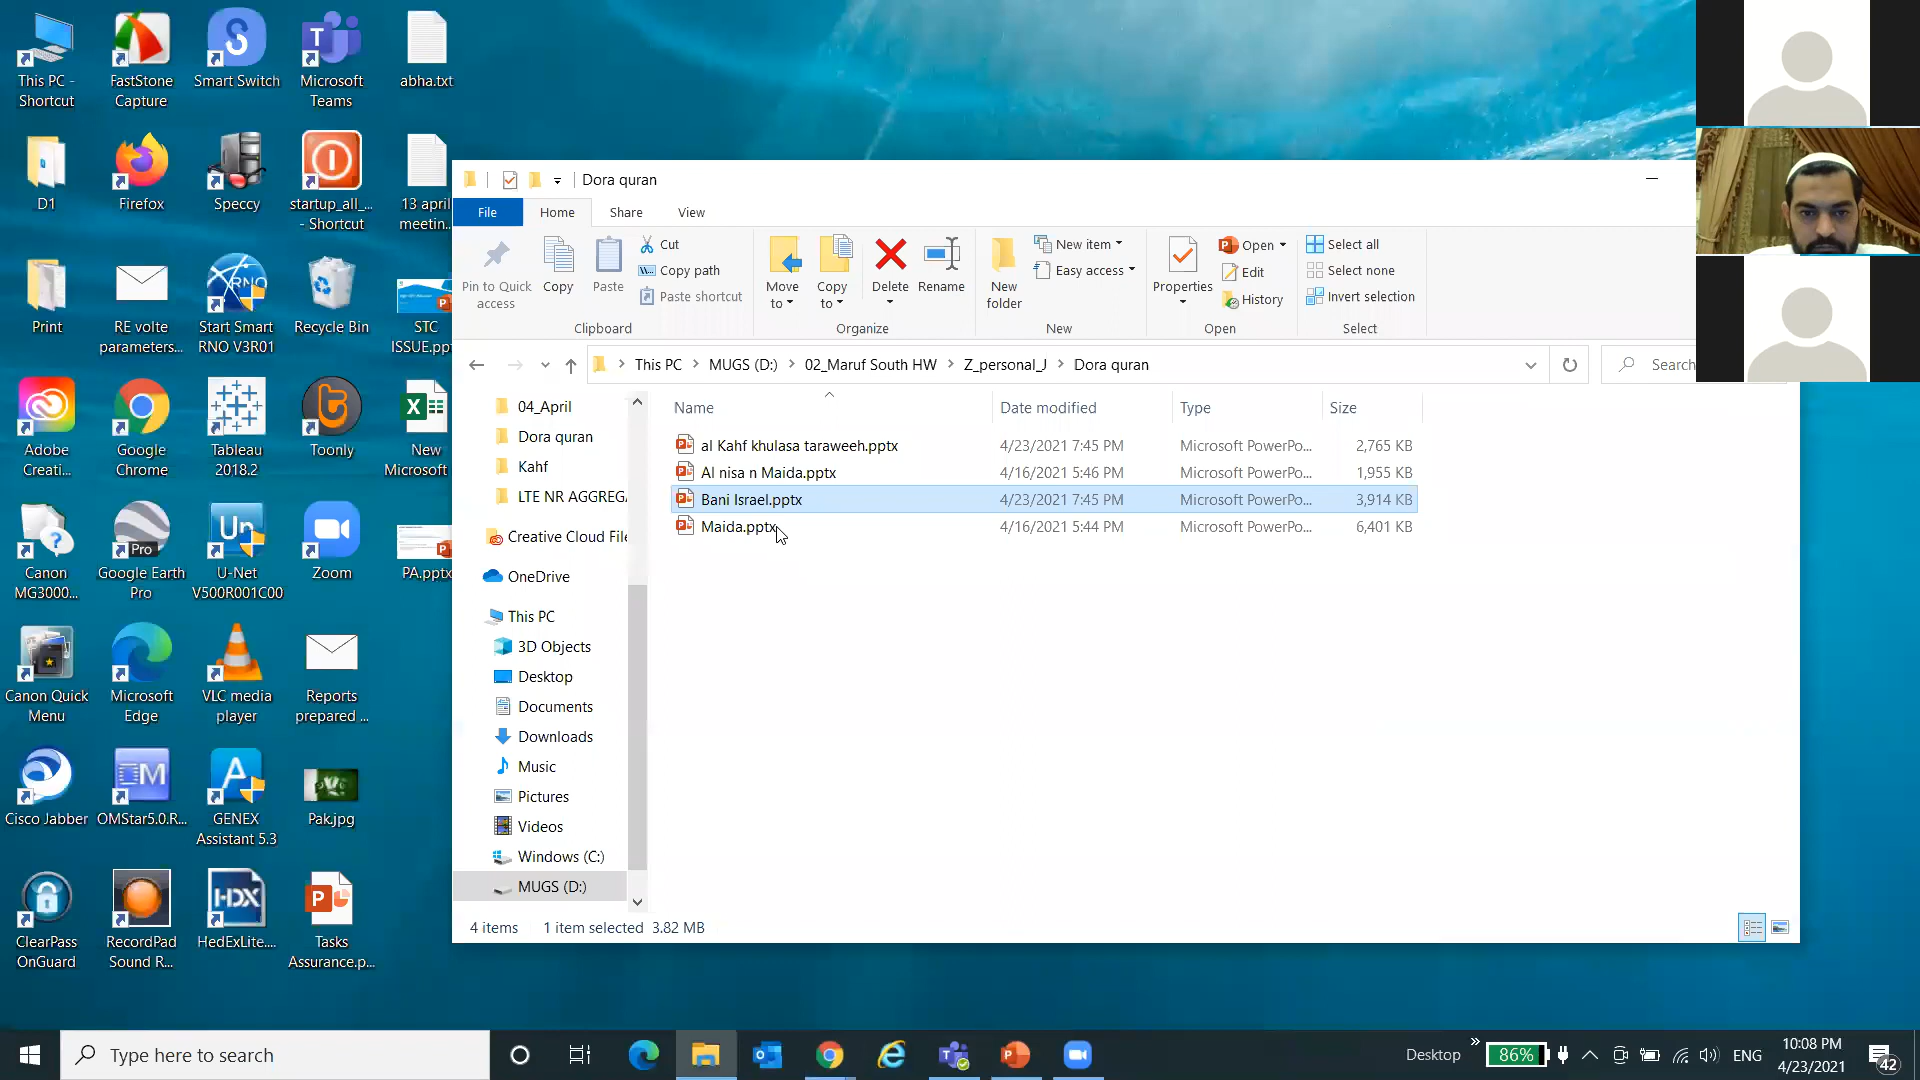 This PC -
Shortcut
FastStone
Capture
Smart Switch
Microsoft
Teams
abha.txt
D1
Firefox
Speccy
startup_all_...
- Shortcut
13 april
meetin...
Print
RE volte
parameters...
Start Smart
RNO V3R01
Recycle Bin
STC
ISSUE.pp
Adobe
Creati...
Google
Chrome
Tableau
2018.2
Toonly
New
Microsoft
Canon
MG3000...
Google Earth
Pro
U-Net
V500R001C00
Zoom
PA.pptx
Canon Quick
Menu
Microsoft
Edge
VLC media
player
Reports
prepared ...
Cisco Jabber
OMStar5.0.R...
GENEX
Assistant 5.3
Pak.jpg
ClearPass
OnGuard
RecordPad
Sound R...
HedExLite....
Tasks
Assurance.p...
Dora quran
File
Home
Share
View
Pin to Quick
access
Copy
Paste
Cut
Copy path
Paste shortcut
Clipboard
Move
to
Copy
to
Delete
Rename
Organize
New
folder
New item
Easy access
New
Properties
Open
Edit
History
Open
Select all
Select none
Invert selection
Select
This PC > MUGS (D:) > 02_Maruf South HW > Z_personal_J > Dora quran
Search
04_April
Dora quran
Kahf
LTE NR AGGREGA
Creative Cloud File
OneDrive
This PC
3D Objects
Desktop
Documents
Downloads
Music
Pictures
Videos
Windows (C:)
MUGS (D:)
Name Date modified Type Size
al Kahf khulasa taraweeh.pptx 4/23/2021 7:45 PM Microsoft PowerPo... 2,765 KB
Al nisa n Maida.pptx 4/16/2021 5:46 PM Microsoft PowerPo... 1,955 KB
Bani Israel.pptx 4/23/2021 7:45 PM Microsoft PowerPo... 3,914 KB
Maida.pptx 4/16/2021 5:44 PM Microsoft PowerPo... 6,401 KB
4 items 1 item selected 3.82 MB
Type here to search
Desktop
86%
ENG
10:08 PM
4/23/2021
42